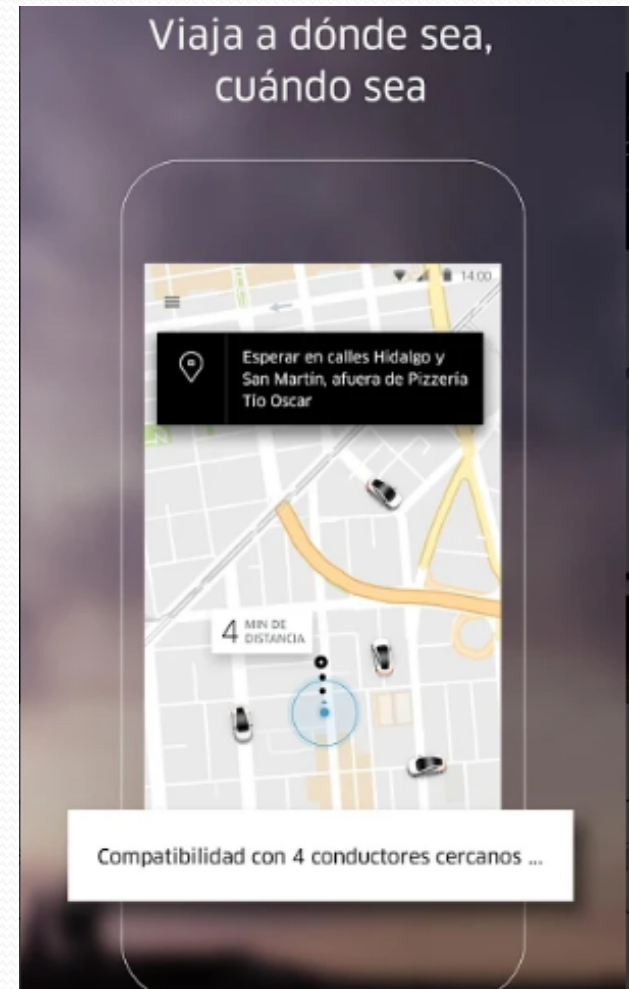 Viaja a dónde sea,
cuándo sea
14:00
Esperar en calles Hidalgo y
San Martín, afuera de Pizzería
Tío Oscar
4 MIN DE
DISTANCIA
Compatibilidad con 4 conductores cercanos ...